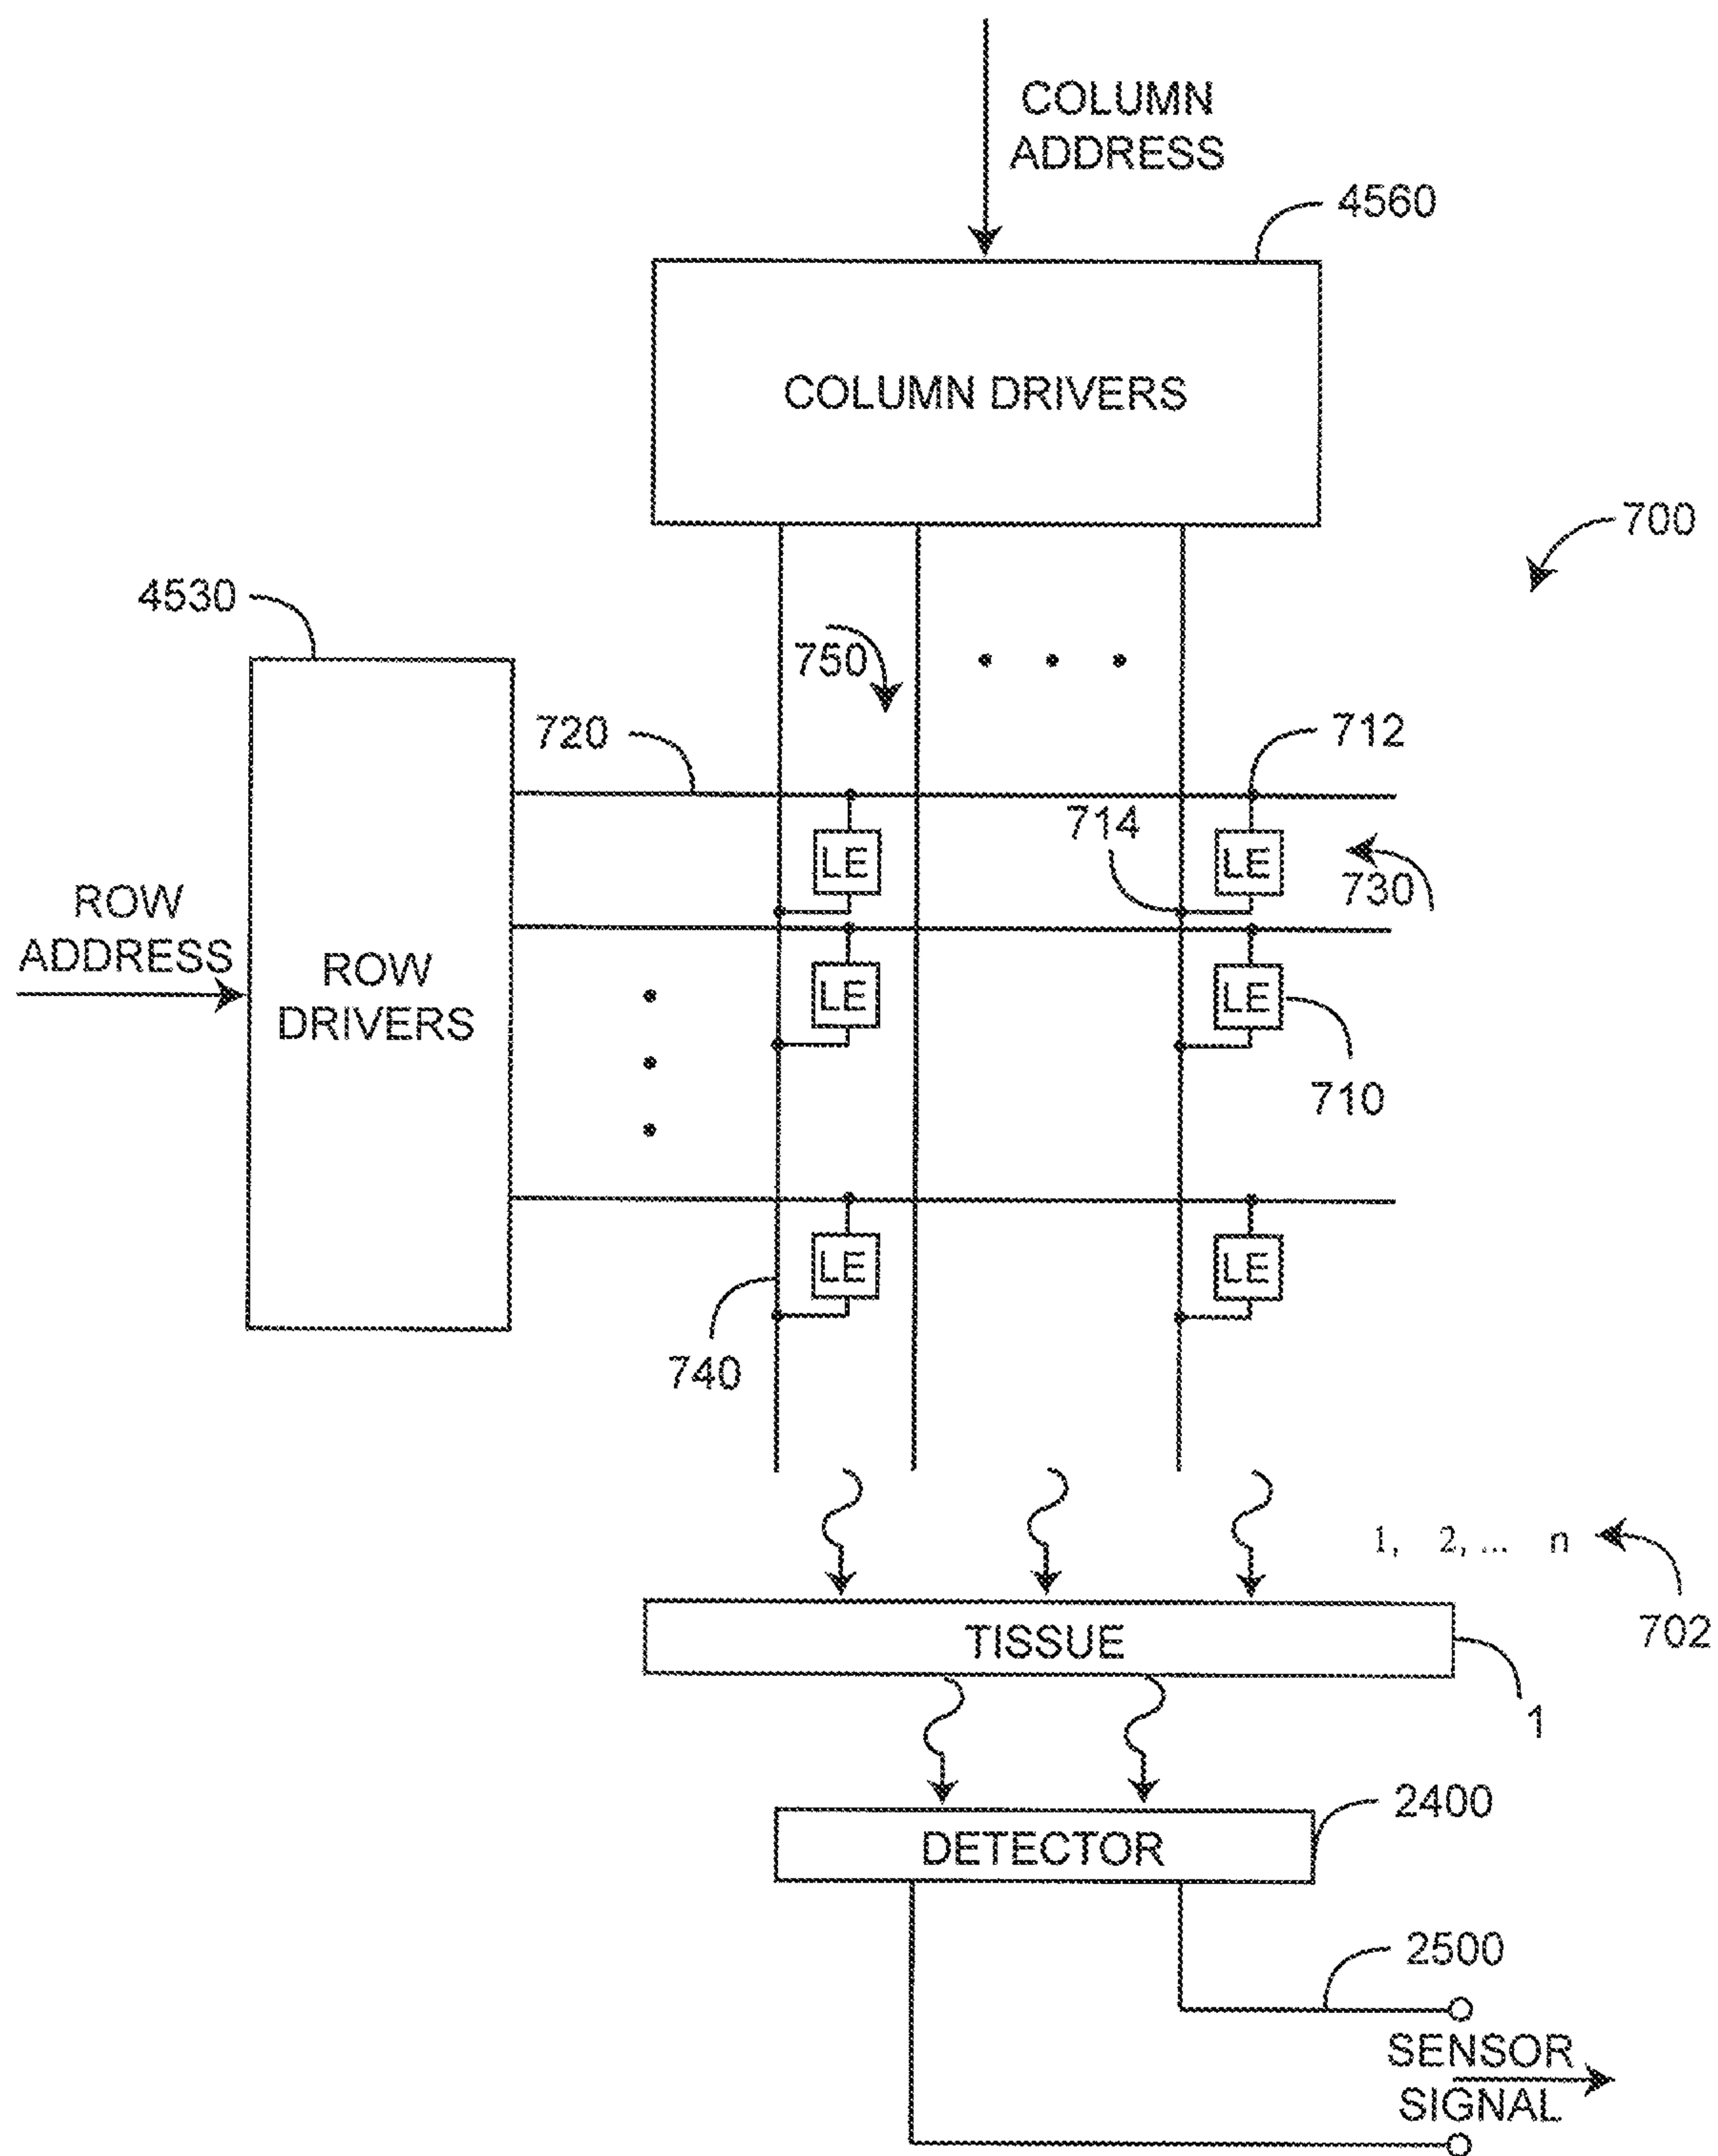 COLUMN
ADDRESS
4560
COLUMN DRIVERS
700
4530
750
720
712
714
LE
LE
730
ROW
ADDRESS
ROW
DRIVERS
LE
LE
710
LE
LE
740
1, 2, ... n
702
TISSUE
1
2400
DETECTOR
2500
SENSOR
SIGNAL